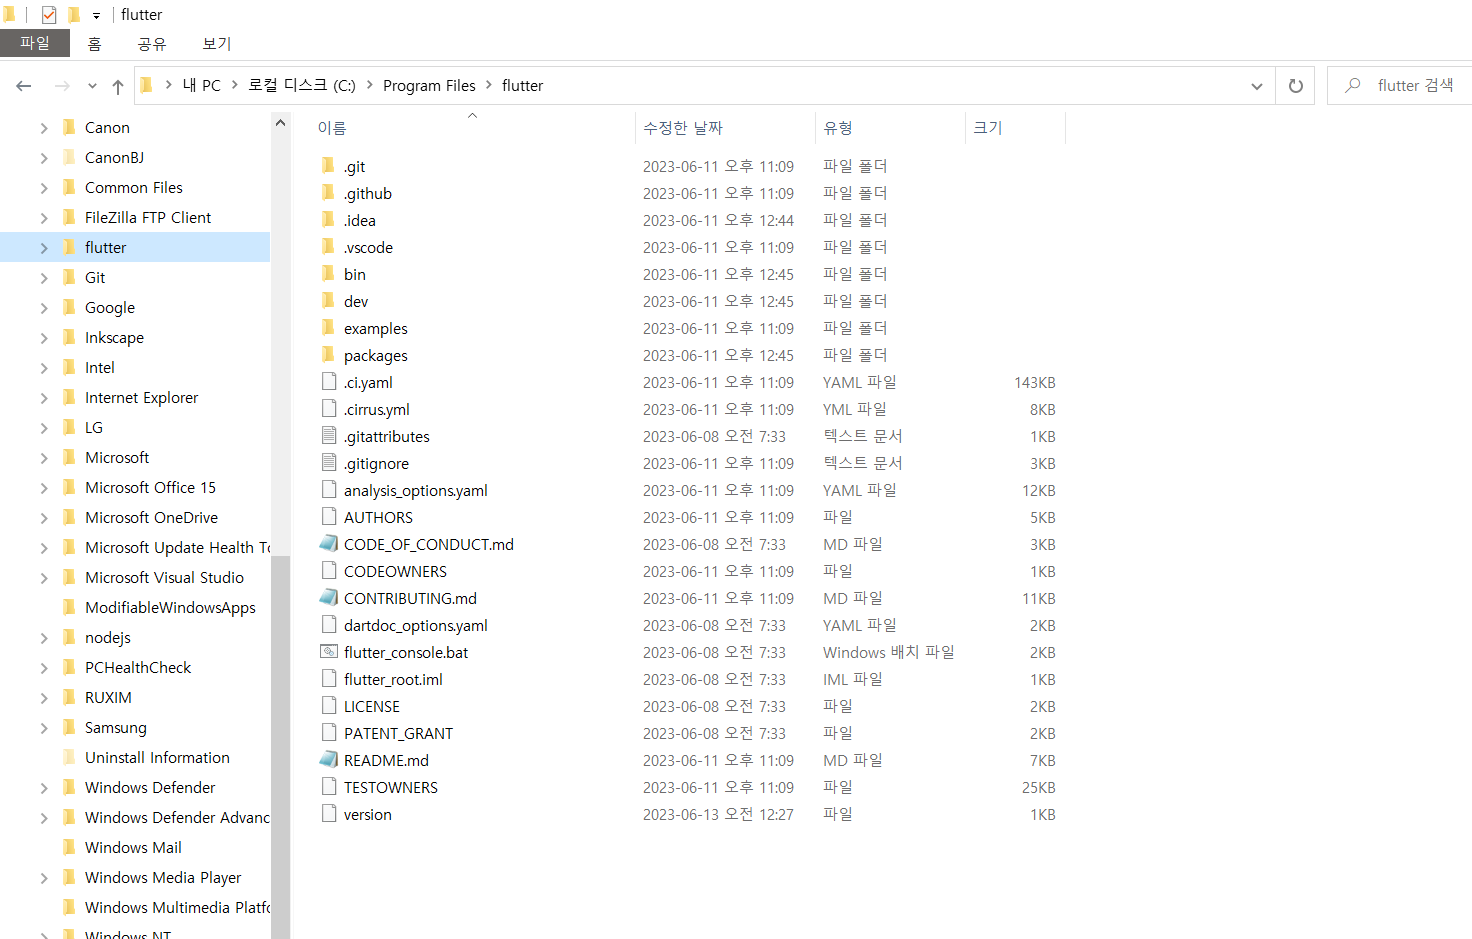 flutter
파일 홈 공유 보기
내 PC 로컬 디스크 (C:) Program Files flutter
flutter 검색
Canon
CanonBJ
Common Files
FileZilla FTP Client
flutter
Git
Google
Inkscape
Intel
Internet Explorer
LG
Microsoft
Microsoft Office 15
Microsoft OneDrive
Microsoft Update Health To
Microsoft Visual Studio
ModifiableWindowsApps
nodejs
PCHealthCheck
RUXIM
Samsung
Uninstall Information
Windows Defender
Windows Defender Advanc
Windows Mail
Windows Media Player
Windows Multimedia Platfo
Windows NT
이름 수정한 날짜 유형 크기
.git 2023-06-11 오후 11:09 파일 폴더
.github 2023-06-11 오후 11:09 파일 폴더
.idea 2023-06-11 오후 12:44 파일 폴더
.vscode 2023-06-11 오후 11:09 파일 폴더
bin 2023-06-11 오후 12:45 파일 폴더
dev 2023-06-11 오후 12:45 파일 폴더
examples 2023-06-11 오후 11:09 파일 폴더
packages 2023-06-11 오후 12:45 파일 폴더
.ci.yaml 2023-06-11 오후 11:09 YAML 파일 143KB
.cirrus.yml 2023-06-11 오후 11:09 YML 파일 8KB
.gitattributes 2023-06-08 오전 7:33 텍스트 문서 1KB
.gitignore 2023-06-11 오후 11:09 텍스트 문서 3KB
analysis_options.yaml 2023-06-11 오후 11:09 YAML 파일 12KB
AUTHORS 2023-06-11 오후 11:09 파일 5KB
CODE_OF_CONDUCT.md 2023-06-08 오전 7:33 MD 파일 3KB
CODEOWNERS 2023-06-11 오후 11:09 파일 1KB
CONTRIBUTING.md 2023-06-11 오후 11:09 MD 파일 11KB
dartdoc_options.yaml 2023-06-08 오전 7:33 YAML 파일 2KB
flutter_console.bat 2023-06-08 오전 7:33 Windows 배치 파일 2KB
flutter_root.iml 2023-06-08 오전 7:33 IML 파일 1KB
LICENSE 2023-06-08 오전 7:33 파일 2KB
PATENT_GRANT 2023-06-08 오전 7:33 파일 2KB
README.md 2023-06-11 오후 11:09 MD 파일 7KB
TESTOWNERS 2023-06-11 오후 11:09 파일 25KB
version 2023-06-13 오전 12:27 파일 1KB